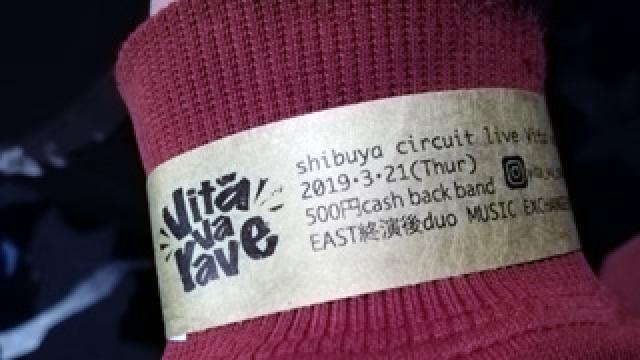 Vita
Va
rave
shibuya circuit live Vita
2019・3・21(Thur)
500円cash back band
EAST終演後duo MUSIC EXCHANGE